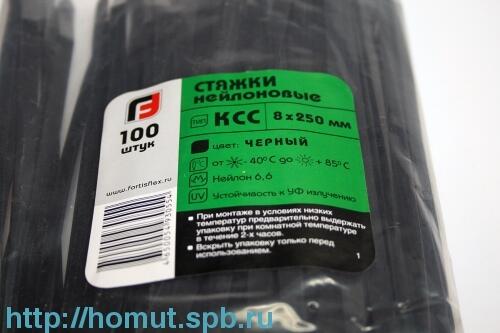 СТЯЖКИ
нейлоновые
100
штук
тип КСС 8 х 250 мм
цвет: ЧЕРНЫЙ
от -40°С до +85°С
Нейлон 6,6
UV Устойчивость к УФ излучению
www.fortisflex.ru
При монтаже в условиях низких
температур предварительно выдержать
упаковку при комнатной температуре
в течение 2-х часов.
Вскрыть упаковку только перед
использованием.
1
http://homut.spb.ru